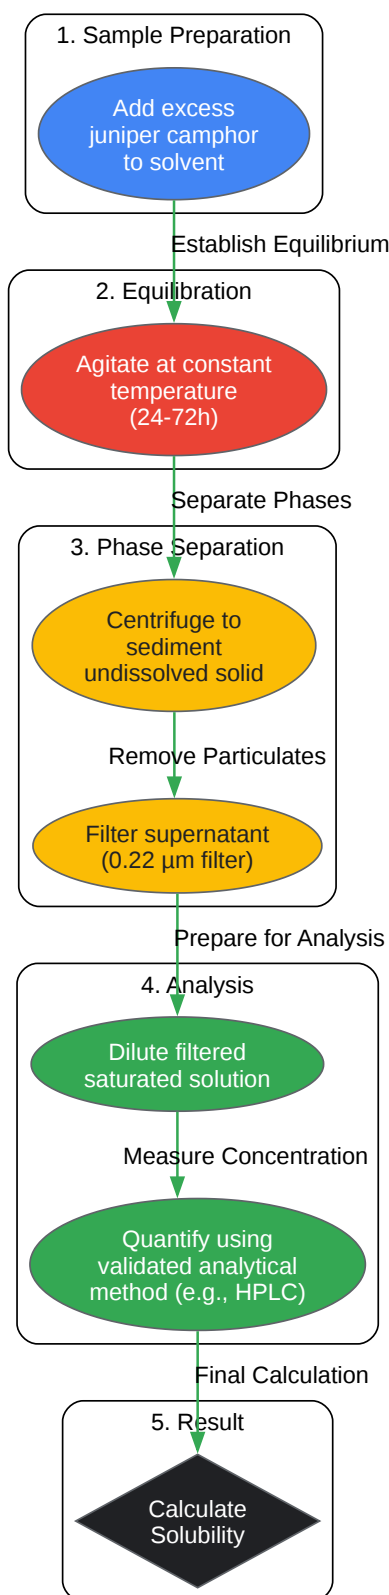 1. Sample Preparation
Add excess
juniper camphor
to solvent
Establish Equilibrium
2. Equilibration
Agitate at constant
temperature
(24-72h)
Separate Phases
3. Phase Separation
Centrifuge to
sediment
undissolved solid
Remove Particulates
Filter supernatant
(0.22 µm filter)
Prepare for Analysis
4. Analysis
Dilute filtered
saturated solution
Measure Concentration
Quantify using
validated analytical
method (e.g., HPLC)
Final Calculation
5. Result
Calculate
Solubility